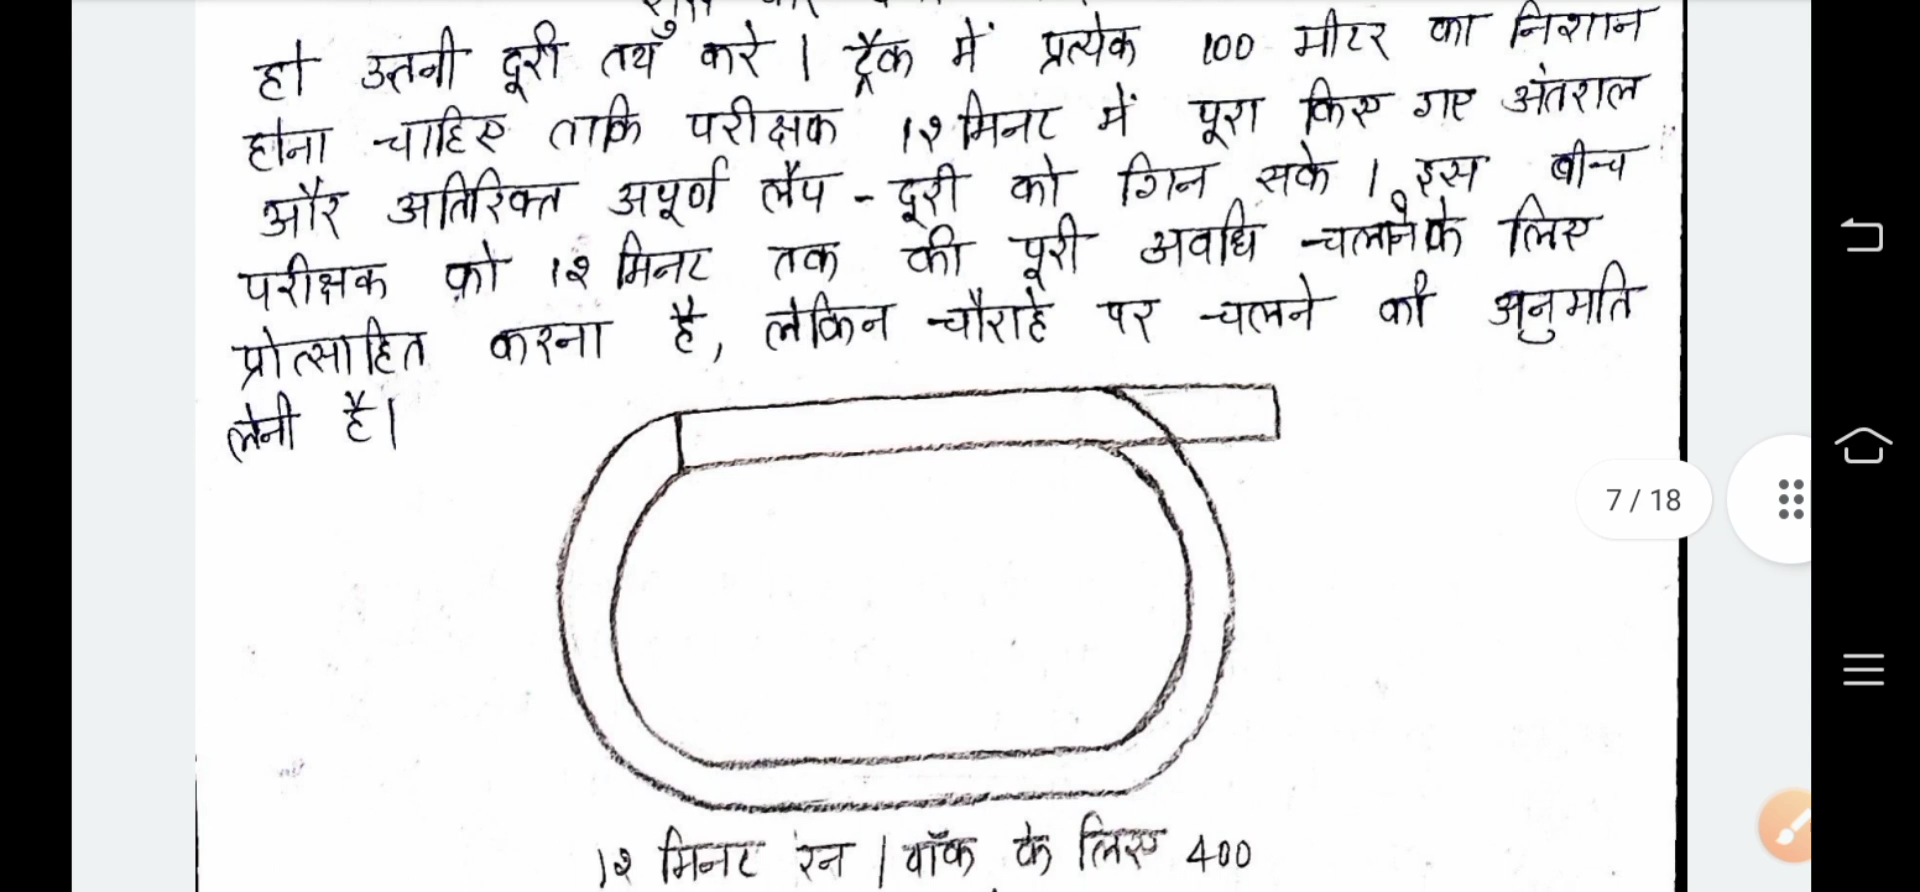 हो उतनी दूरी तय करे । ट्रैक में प्रत्येक 100 मीटर का निशान
होना चाहिए ताकि परीक्षक 12 मिनट में पूरा किए गए अंतराल
और अतिरिक्त अपूर्ण लैप - दूरी को गिन सके । इस बीच
परीक्षक को 12 मिनट तक की पूरी अवधि चलाने के लिए
प्रोत्साहित करना है, लेकिन चौराहे पर चलने की अनुमति
लेनी है।
7 / 18
12 मिनट रन / वॉक के लिए 400